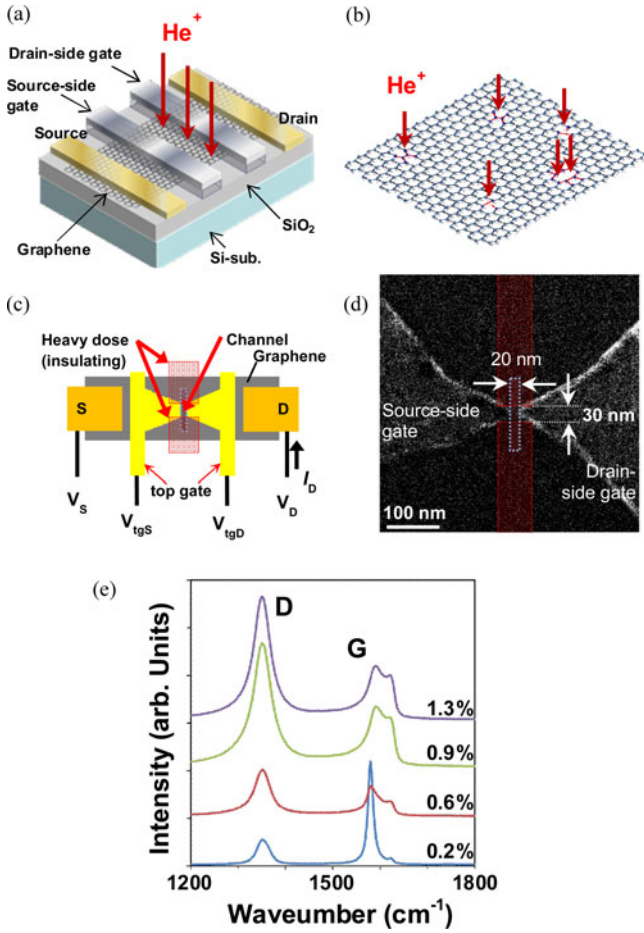 (a)
He+
Drain-side gate
Source-side
gate
Source
Drain
Graphene
SiO2
Si-sub.
(b)
He+
(c)
Heavy dose
(insulating)
Channel
Graphene
S
D
top gate
ID
VS
VtgS
VtgD
VD
(d)
20 nm
Source-side
gate
30 nm
Drain-
side gate
100 nm
(e)
Intensity (arb. Units)
D
G
1.3%
0.9%
0.6%
0.2%
1200
1500
1800
Waveumber (cm-1)